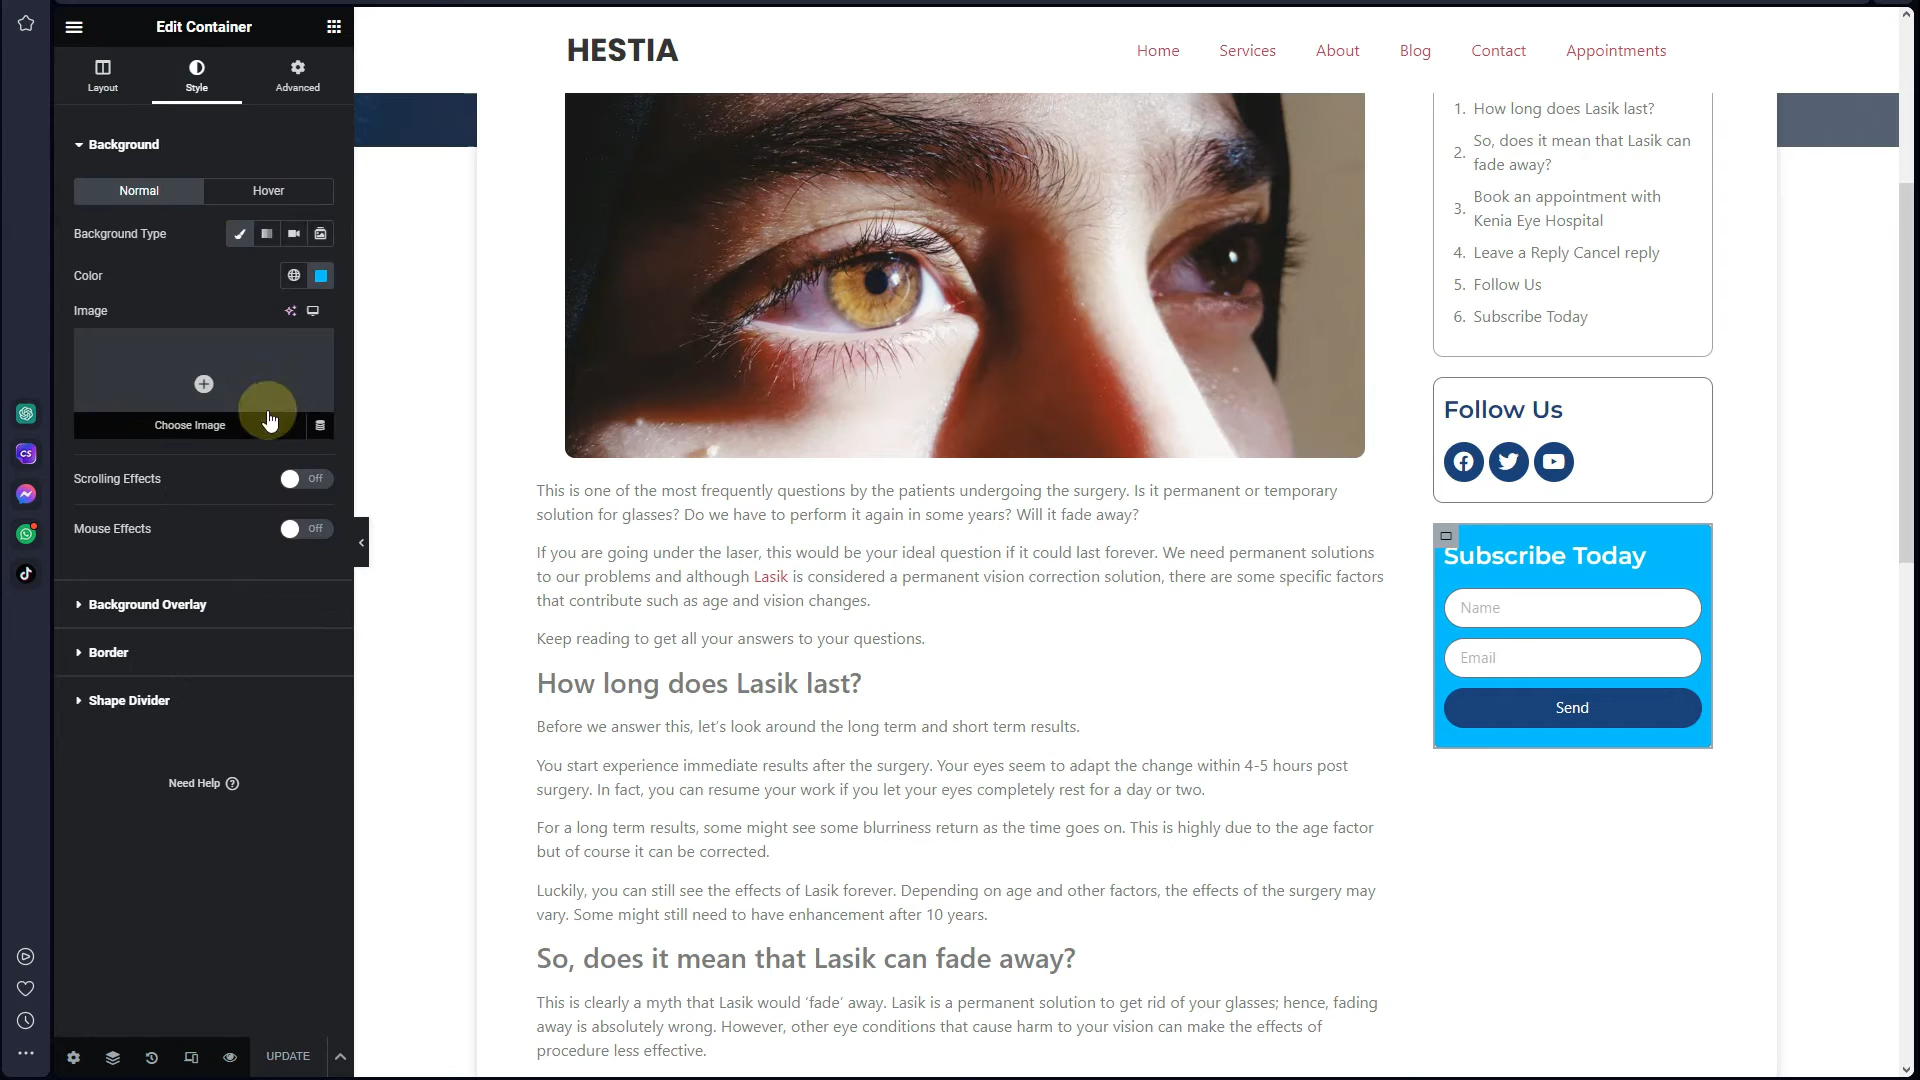 Edit Container
Layout
Style
Advanced
Background
Normal
Hover
Background Type
Color
Image
Choose Image
Scrolling Effects
Off
Mouse Effects
Off
Background Overlay
Border
Shape Divider
Need Help
UPDATE
CS
HESTIA
Home
Services
About
Blog
Contact
Appointments
This is one of the most frequently questions by the patients undergoing the surgery. Is it permanent or temporary
solution for glasses? Do we have to perform it again in some years? Will it fade away?
If you are going under the laser, this would be your ideal question if it could last forever. We need permanent solutions
to our problems and although Lasik is considered a permanent vision correction solution, there are some specific factors
that contribute such as age and vision changes.
Keep reading to get all your answers to your questions.
How long does Lasik last?
Before we answer this, let’s look around the long term and short term results.
You start experience immediate results after the surgery. Your eyes seem to adapt the change within 4-5 hours post
surgery. In fact, you can resume your work if you let your eyes completely rest for a day or two.
For a long term results, some might see some blurriness return as the time goes on. This is highly due to the age factor
but of course it can be corrected.
Luckily, you can still see the effects of Lasik forever. Depending on age and other factors, the effects of the surgery may
vary. Some might still need to have enhancement after 10 years.
So, does it mean that Lasik can fade away?
This is clearly a myth that Lasik would ‘fade’ away. Lasik is a permanent solution to get rid of your glasses; hence, fading
away is absolutely wrong. However, other eye conditions that cause harm to your vision can make the effects of
procedure less effective.
1. How long does Lasik last?
2. So, does it mean that Lasik can
fade away?
3. Book an appointment with
Kenia Eye Hospital
4. Leave a Reply Cancel reply
5. Follow Us
6. Subscribe Today
Follow Us
Subscribe Today
Name
Email
Send